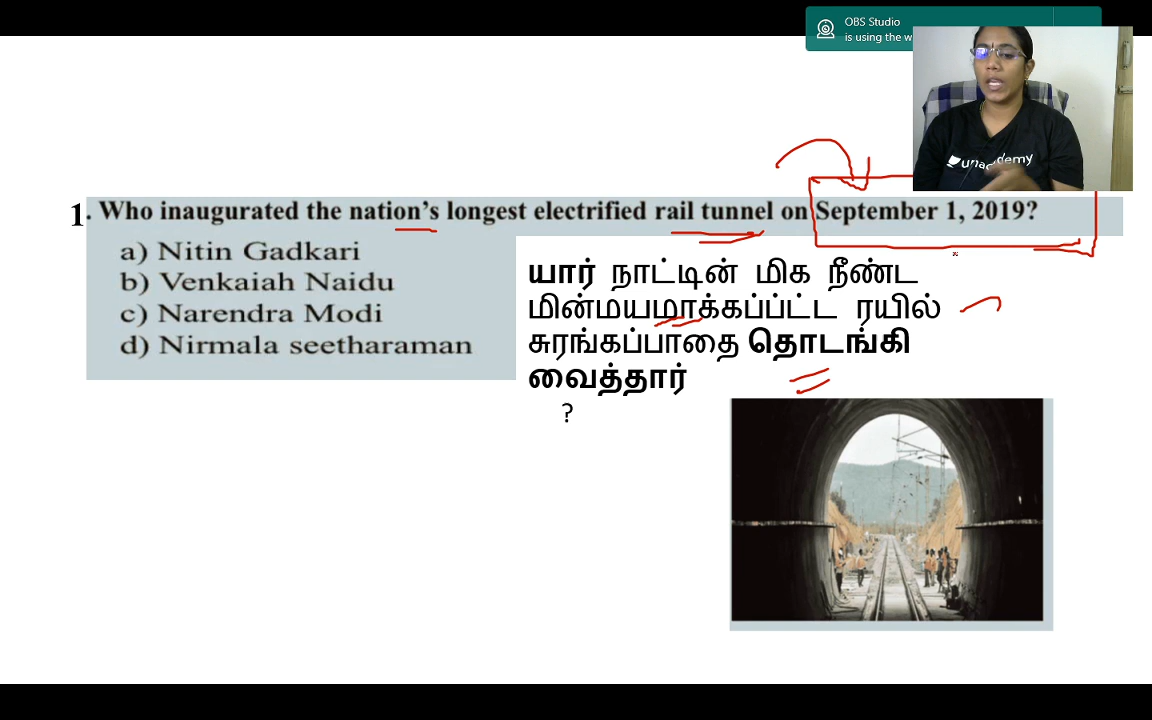 OBS Studio
is using the w
unacademy
1. Who inaugurated the nation's longest electrified rail tunnel on September 1, 2019?
a) Nitin Gadkari
b) Venkaiah Naidu
c) Narendra Modi
d) Nirmala seetharaman
யார் நாட்டின் மிக நீண்ட
மின்மயமாக்கப்ப்ட்ட ரயில்
சுரங்கப்பாதை தொடங்கி
வைத்தார்
?